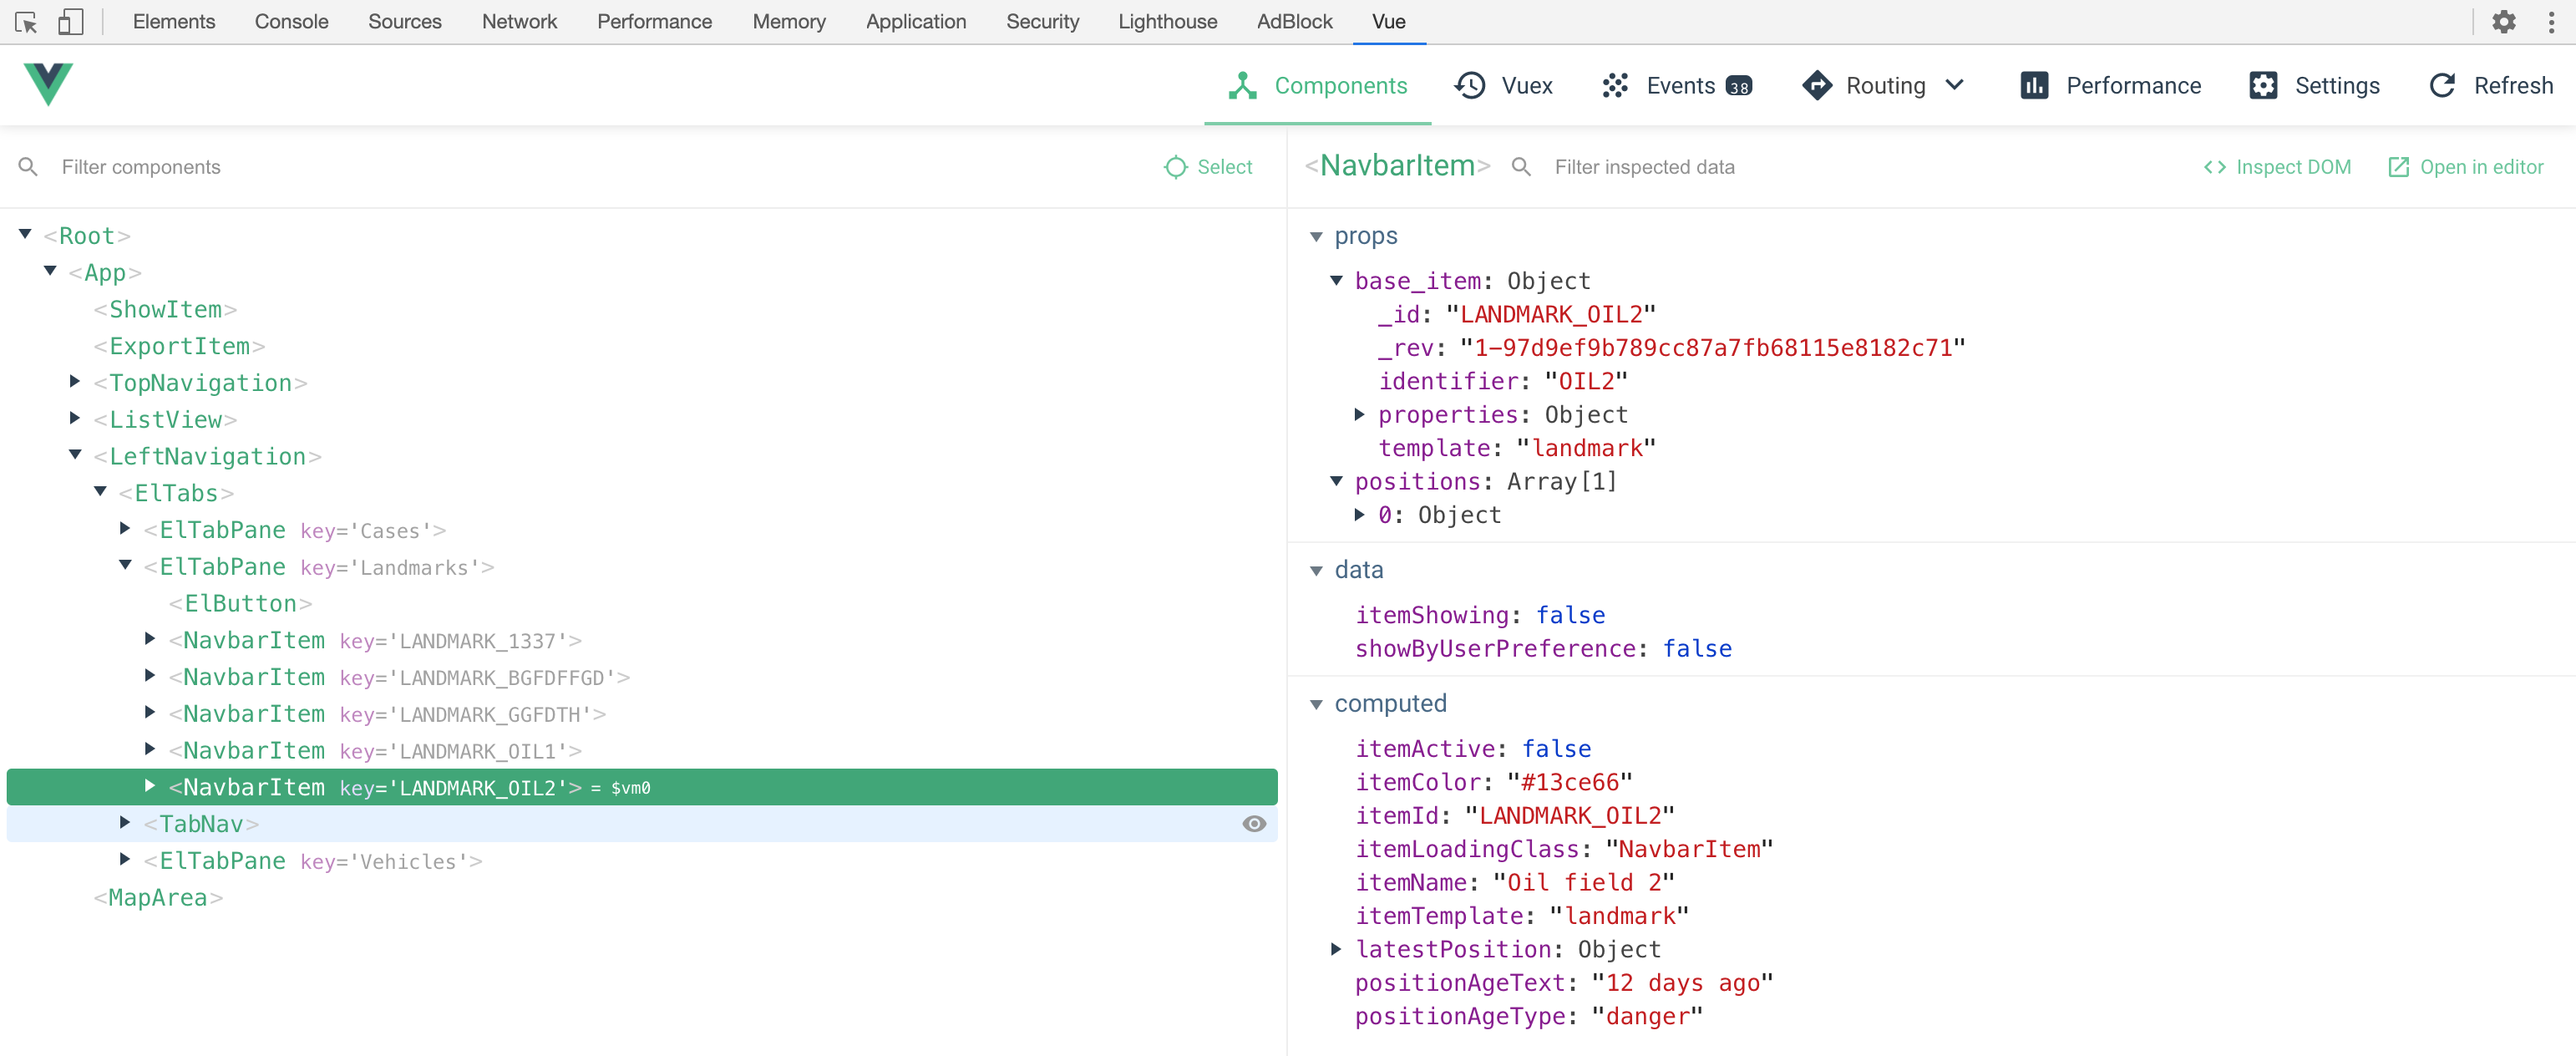 Elements Console Sources Network Performance Memory Application Security Lighthouse AdBlock Vue
Components Vuex Events 38 Routing Performance Settings Refresh
Filter components Select
<Root>
<App>
<ShowItem>
<ExportItem>
<TopNavigation>
<ListView>
<LeftNavigation>
<ElTabs>
<ElTabPane key='Cases'>
<ElTabPane key='Landmarks'>
<ElButton>
<NavbarItem key='LANDMARK_1337'>
<NavbarItem key='LANDMARK_BGFDFFGD'>
<NavbarItem key='LANDMARK_GGFDTH'>
<NavbarItem key='LANDMARK_OIL1'>
<NavbarItem key='LANDMARK_OIL2'> = $vm0
<TabNav>
<ElTabPane key='Vehicles'>
<MapArea>
<NavbarItem> Filter inspected data Inspect DOM Open in editor
props
base_item: Object
_id: "LANDMARK_OIL2"
_rev: "1-97d9ef9b789cc87a7fb68115e8182c71"
identifier: "OIL2"
properties: Object
template: "landmark"
positions: Array[1]
0: Object
data
itemShowing: false
showByUserPreference: false
computed
itemActive: false
itemColor: "#13ce66"
itemId: "LANDMARK_OIL2"
itemLoadingClass: "NavbarItem"
itemName: "Oil field 2"
itemTemplate: "landmark"
latestPosition: Object
positionAgeText: "12 days ago"
positionAgeType: "danger"